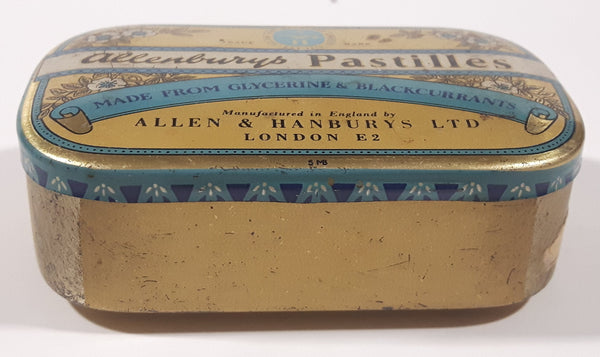 TRADE MARK
Allenburys Pastilles
MADE FROM GLYCERINE & BLACKCURRANTS
Manufactured in England by
ALLEN & HANBURYS LTD
LONDON E2
5 MB